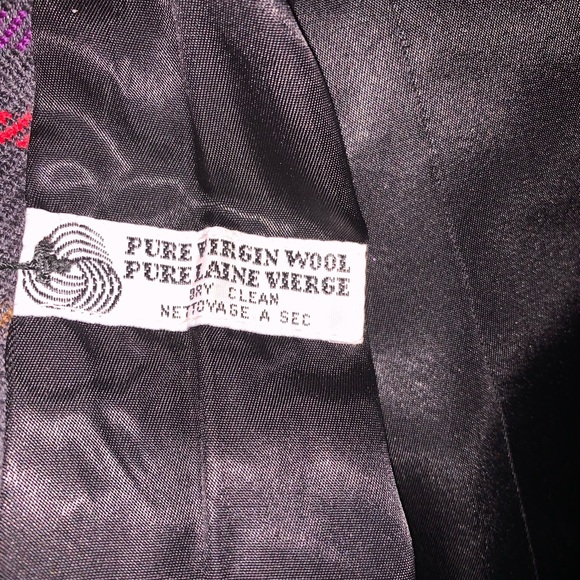 PURE VIRGIN WOOL
PURE LAINE VIERGE
DRY CLEAN
NETTOYAGE A SEC